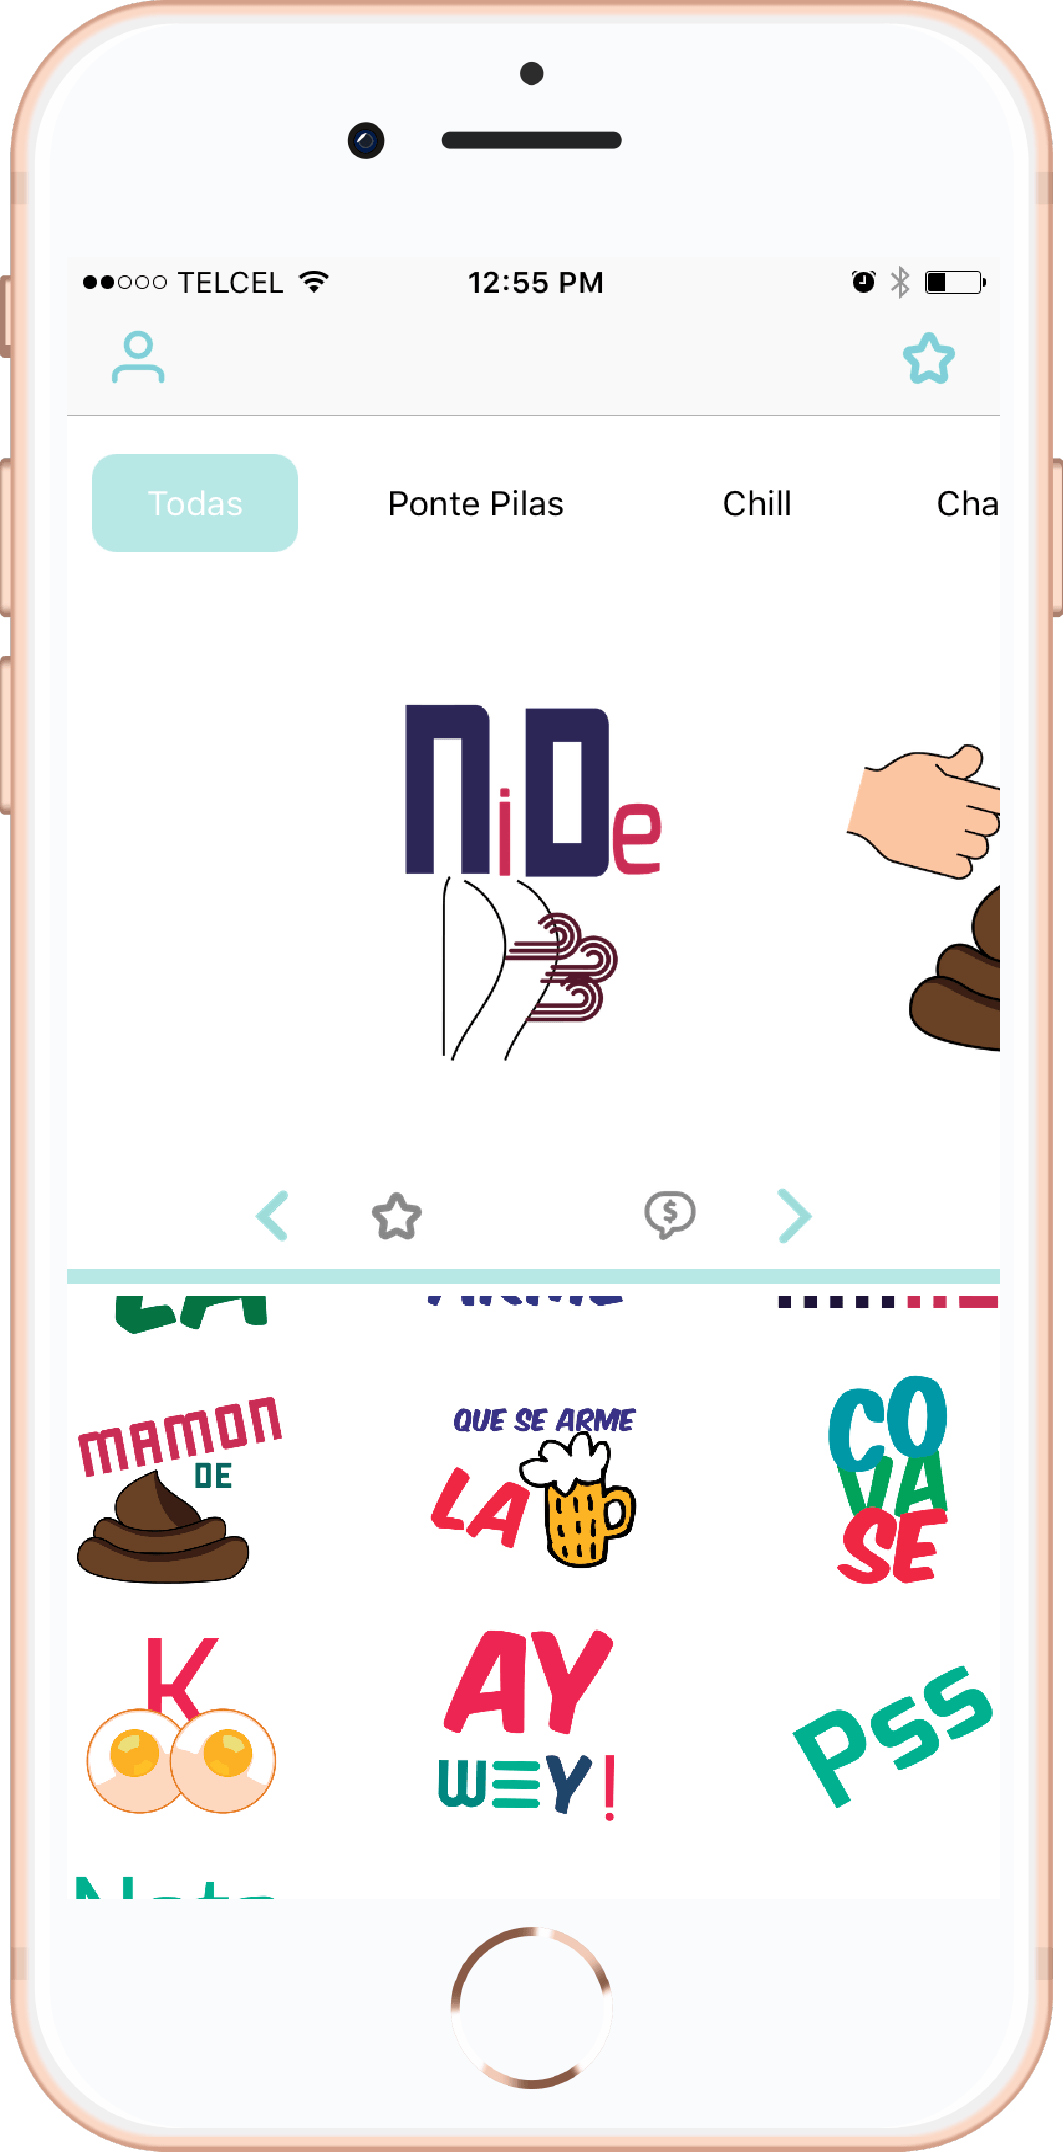 TELCEL 12:55 PM
Todas Ponte Pilas Chill Cha
NiDe
$
MAMON
DE
QUE SE ARME
LA
CO
VA
SE
K
AY
WEY!
Pss